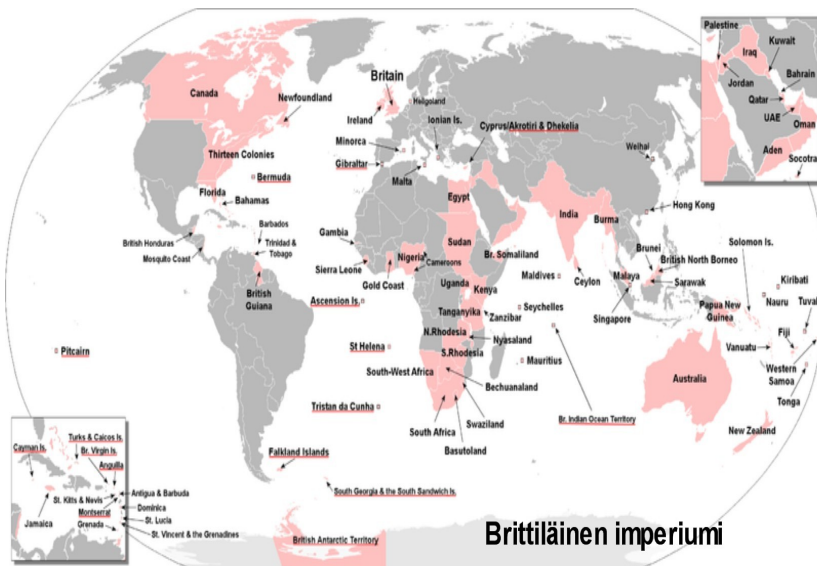 Canada
Newfoundland
Thirteen Colonies
Bermuda
Florida
Bahamas
British Honduras
Mosquito Coast
Barbados
Trinidad &
Tobago
British
Guiana
Pitcairn
Britain
Ireland
Heligoland
Minorca
Gibraltar
Ionian Is.
Malta
Cyprus/Akrotiri & Dhekelia
Weihai
Egypt
Sudan
Gambia
Sierra Leone
Gold Coast
Nigeria
Cameroons
Br. Somaliland
Uganda
Kenya
Tanganyika
Zanzibar
N.Rhodesia
Nyasaland
S.Rhodesia
South-West Africa
Bechuanaland
Swaziland
South Africa
Basutoland
Ascension Is.
St Helena
Tristan da Cunha
Falkland Islands
South Georgia & the South Sandwich Is.
British Antarctic Territory
India
Burma
Hong Kong
Maldives
Ceylon
Seychelles
Mauritius
Br. Indian Ocean Territory
Brunei
British North Borneo
Malaya
Sarawak
Singapore
Solomon Is.
Papua New
Guinea
Kiribati
Nauru
Tuval
Fiji
Vanuatu
Western
Samoa
Tonga
Australia
New Zealand
Palestine
Iraq
Kuwait
Jordan
Bahrain
Qatar
UAE
Oman
Aden
Socotra
Cayman Is.
Turks & Caicos Is.
Br. Virgin Is.
Anguilla
St. Kitts & Nevis
Antigua & Barbuda
Montserrat
Dominica
Jamaica
Grenada
St. Lucia
St. Vincent & the Grenadines
Brittiläinen imperiumi